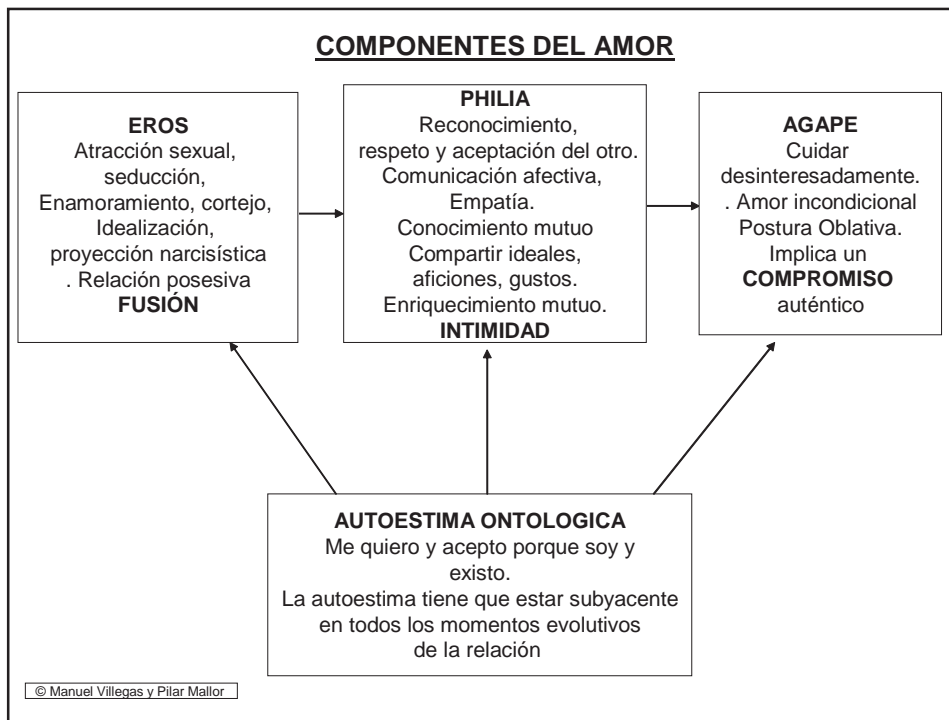 COMPONENTES DEL AMOR
EROS
Atracción sexual,
seducción,
Enamoramiento, cortejo,
Idealización,
proyección narcisística
. Relación posesiva
FUSIÓN
PHILIA
Reconocimiento,
respeto y aceptación del otro.
Comunicación afectiva,
Empatía.
Conocimiento mutuo
Compartir ideales,
aficiones, gustos.
Enriquecimiento mutuo.
INTIMIDAD
AGAPE
Cuidar
desinteresadamente.
. Amor incondicional
Postura Oblativa.
Implica un
COMPROMISO
auténtico
AUTOESTIMA ONTOLOGICA
Me quiero y acepto porque soy y
existo.
La autoestima tiene que estar subyacente
en todos los momentos evolutivos
de la relación
© Manuel Villegas y Pilar Mallor